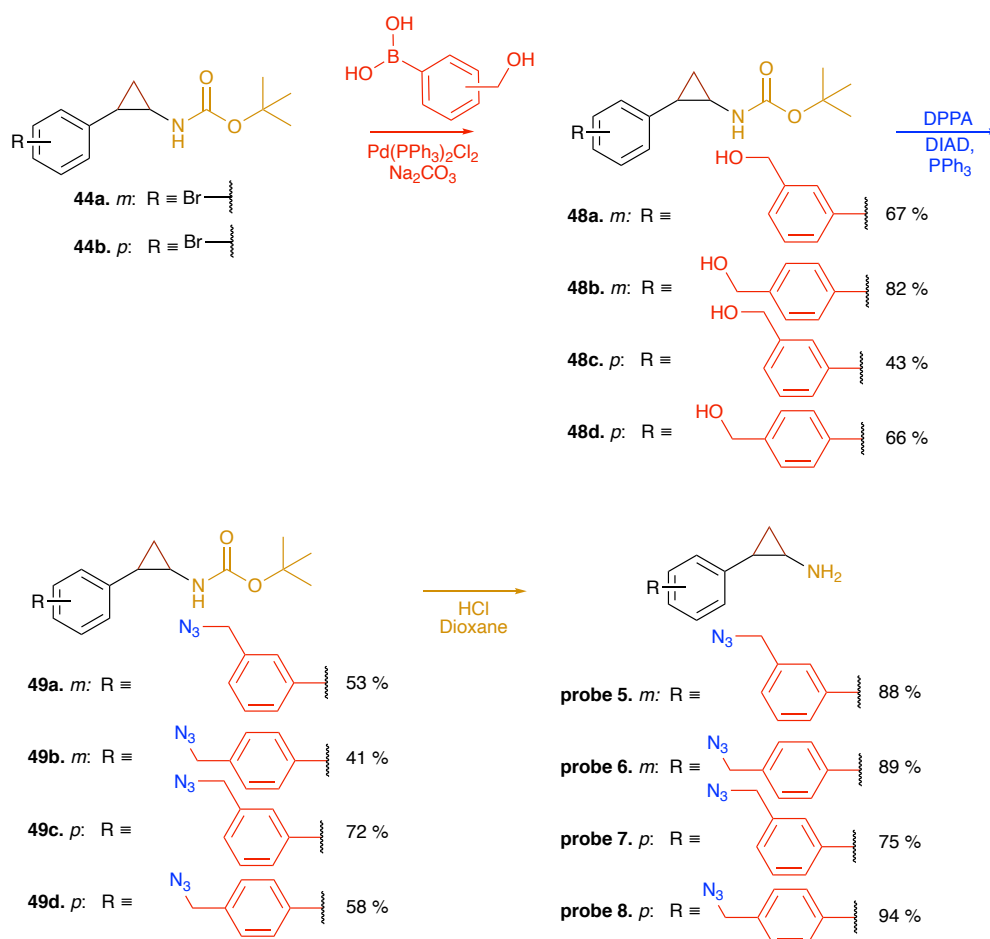 OH
B
HO
OH
R
N
H
O
O
44a. m: R ≡ Br
44b. p: R ≡ Br
Pd(PPh3)2Cl2
Na2CO3
R
N
H
O
O
DPPA
DIAD,
PPh3
HO
48a. m: R ≡ 67 %
HO
48b. m: R ≡ 82 %
HO
48c. p: R ≡ 43 %
HO
48d. p: R ≡ 66 %
R
N
H
O
O
HCl
Dioxane
N3
49a. m: R ≡ 53 %
N3
49b. m: R ≡ 41 %
N3
49c. p: R ≡ 72 %
N3
49d. p: R ≡ 58 %
R
NH2
N3
probe 5. m: R ≡ 88 %
N3
probe 6. m: R ≡ 89 %
N3
probe 7. p: R ≡ 75 %
N3
probe 8. p: R ≡ 94 %